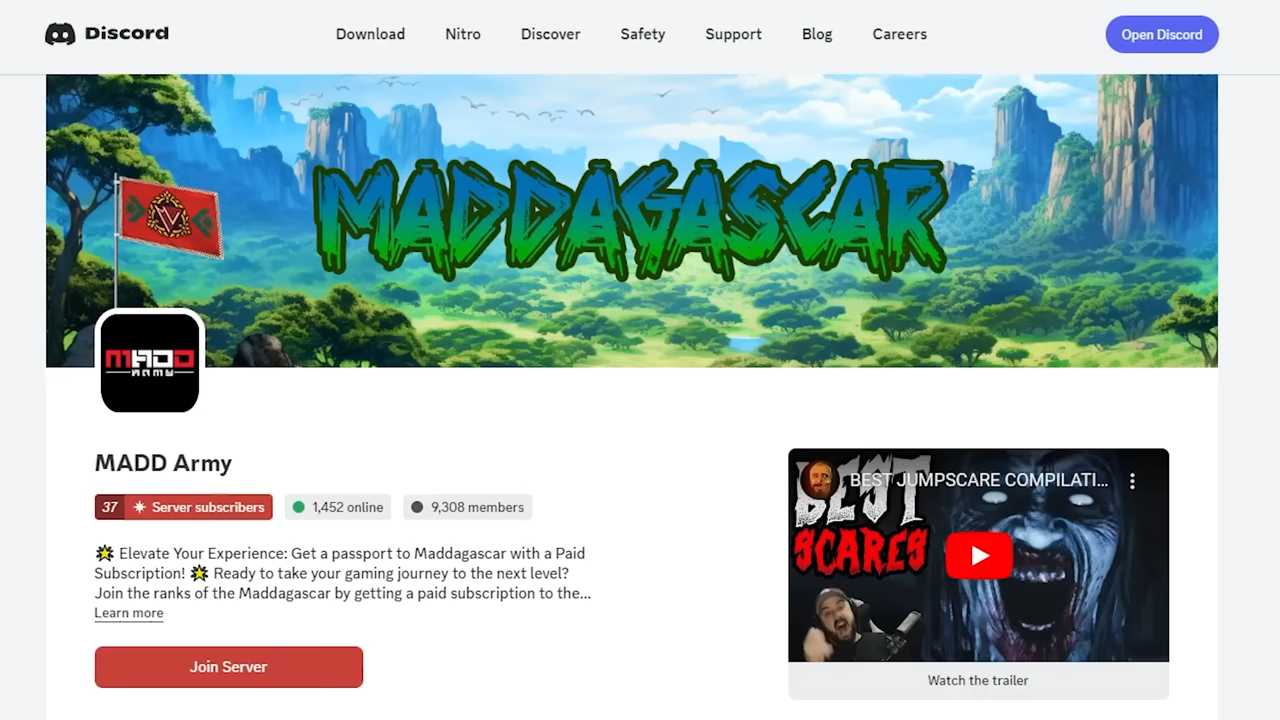 Discord
Download
Nitro
Discover
Safety
Support
Blog
Careers
Open Discord
MADDAGASCAR
MADD
ARMY
MADD Army
37
Server subscribers
1,452 online
9,308 members
Elevate Your Experience: Get a passport to Maddagascar with a Paid
Subscription! Ready to take your gaming journey to the next level?
Join the ranks of the Maddagascar by getting a paid subscription to the...
Learn more
Join Server
BEST JUMPSCARE COMPILATI...
BEST
SCARES
Watch the trailer